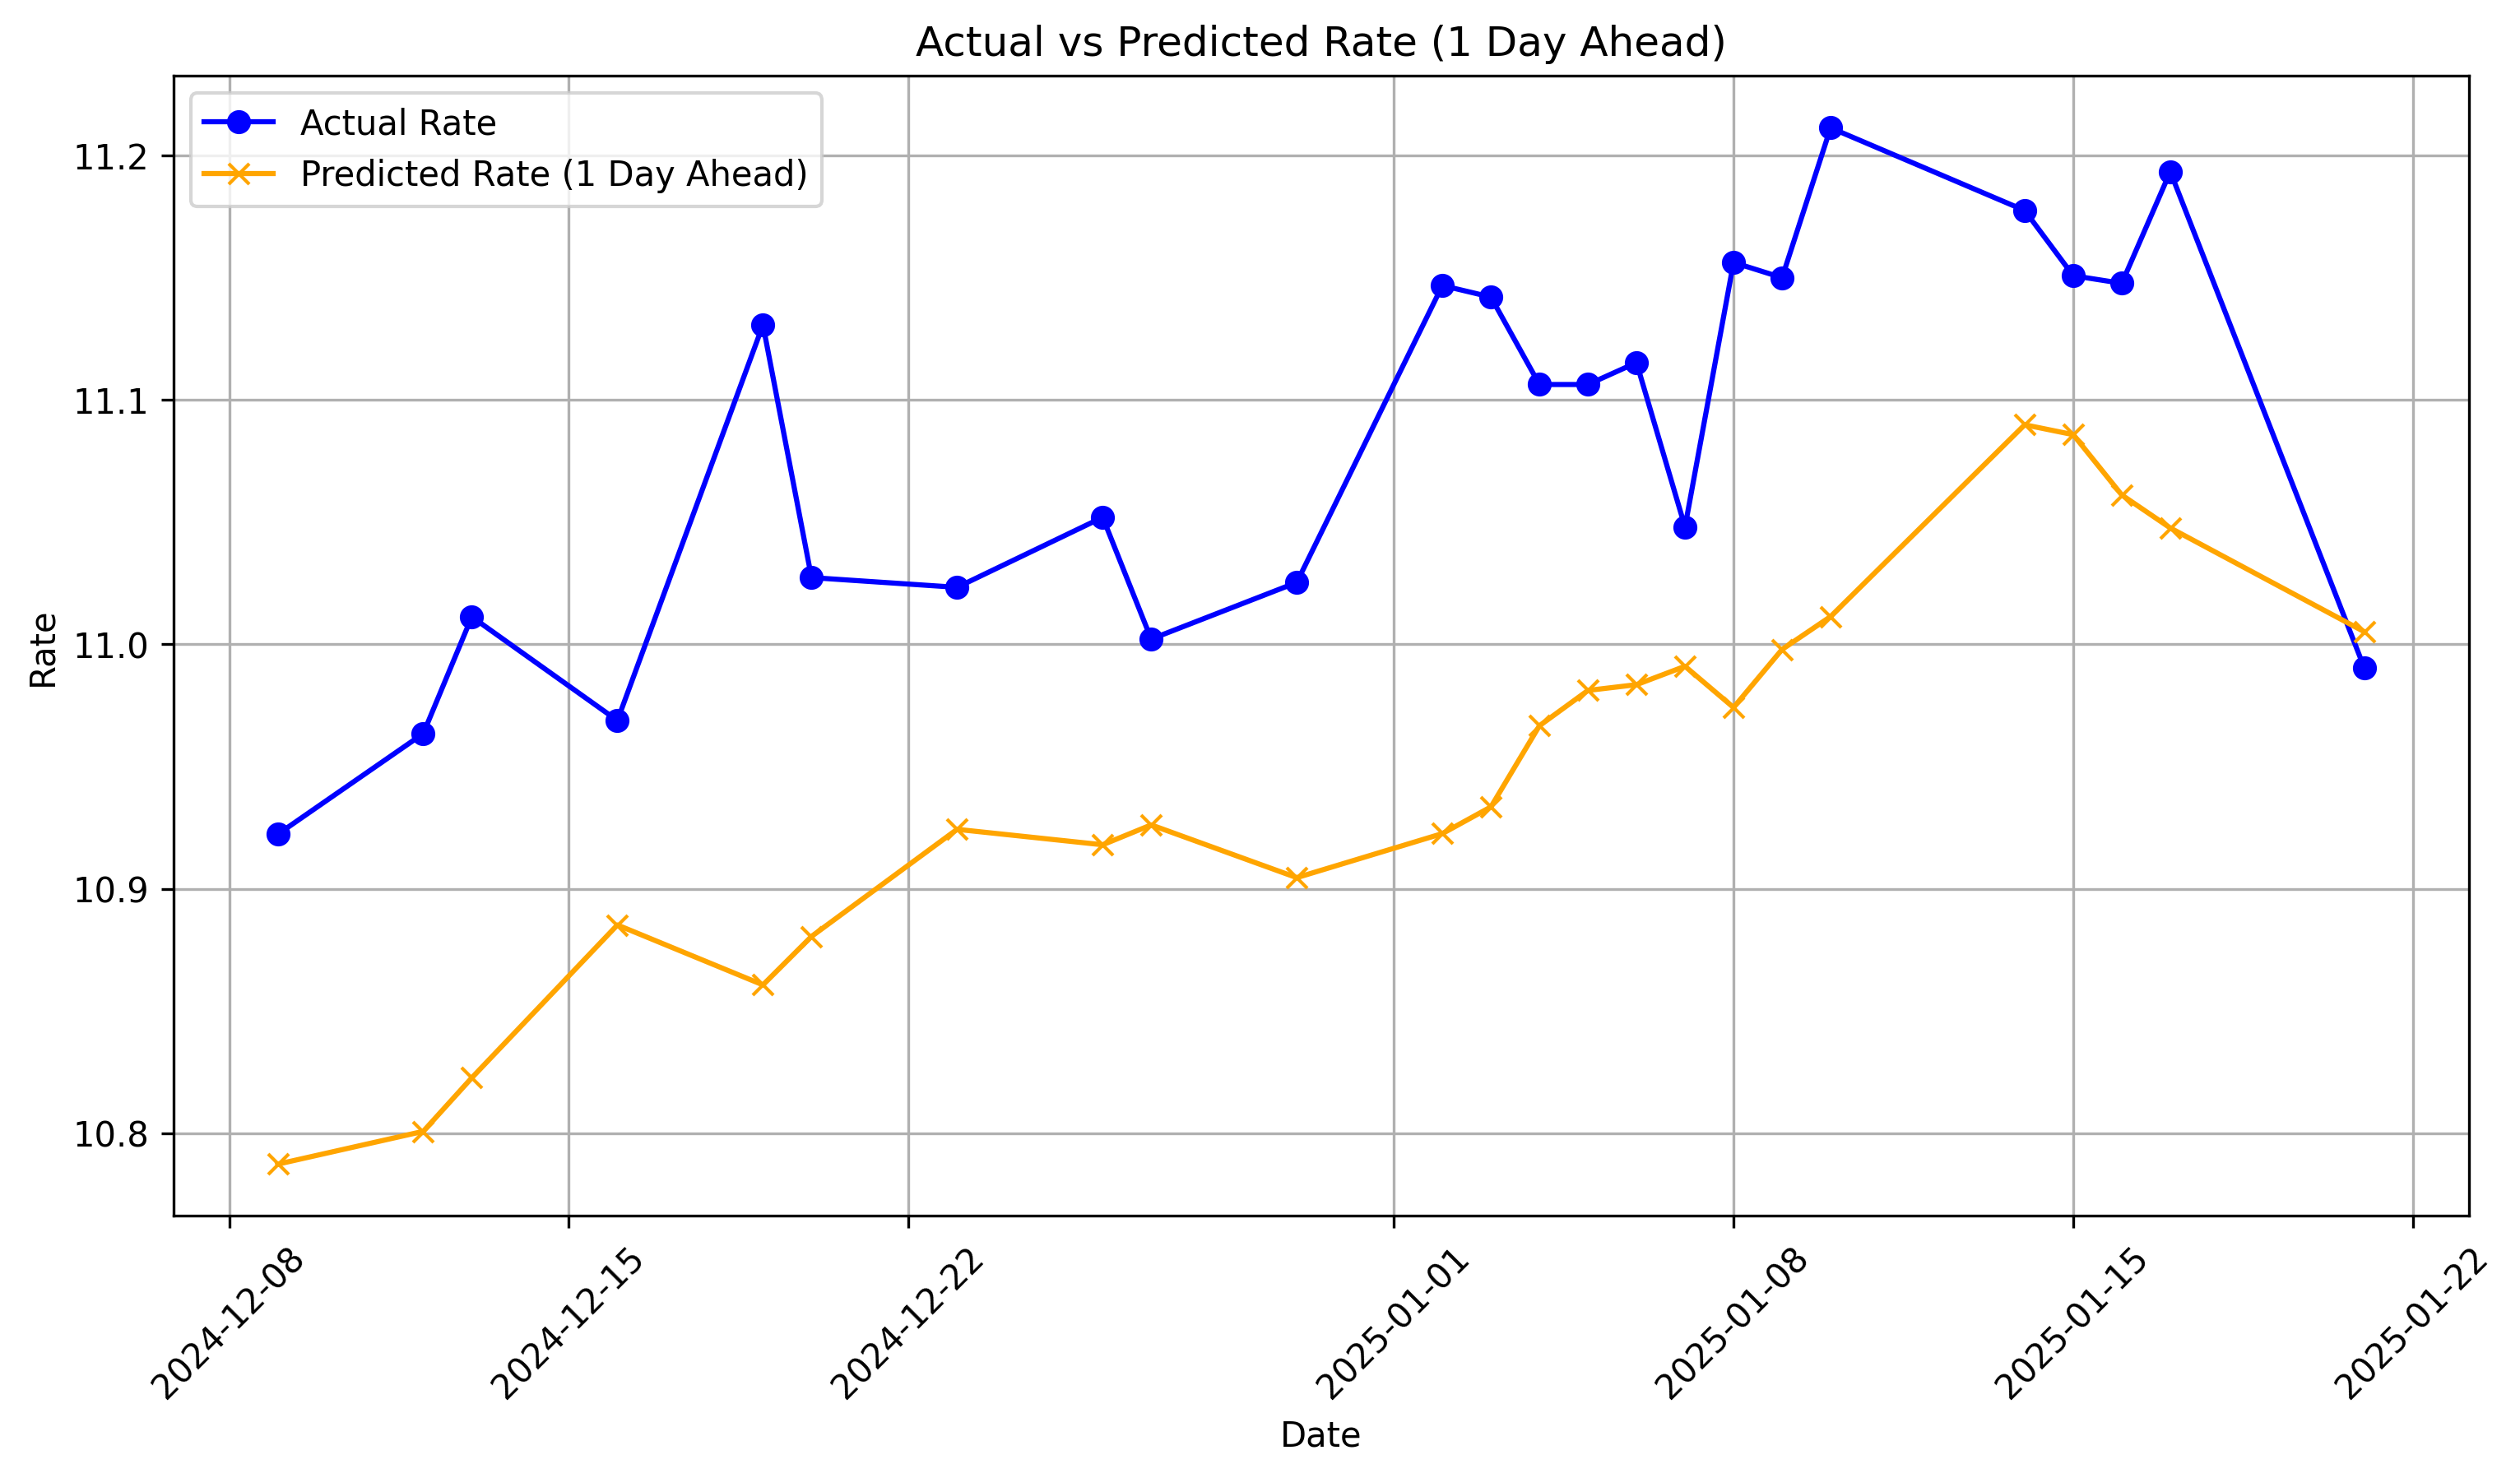 Actual vs Predicted Rate (1 Day Ahead)
Actual Rate
Predicted Rate (1 Day Ahead)
Rate
11.2
11.1
11.0
10.9
10.8
2024-12-08
2024-12-15
2024-12-22
2025-01-01
2025-01-08
2025-01-15
2025-01-22
Date